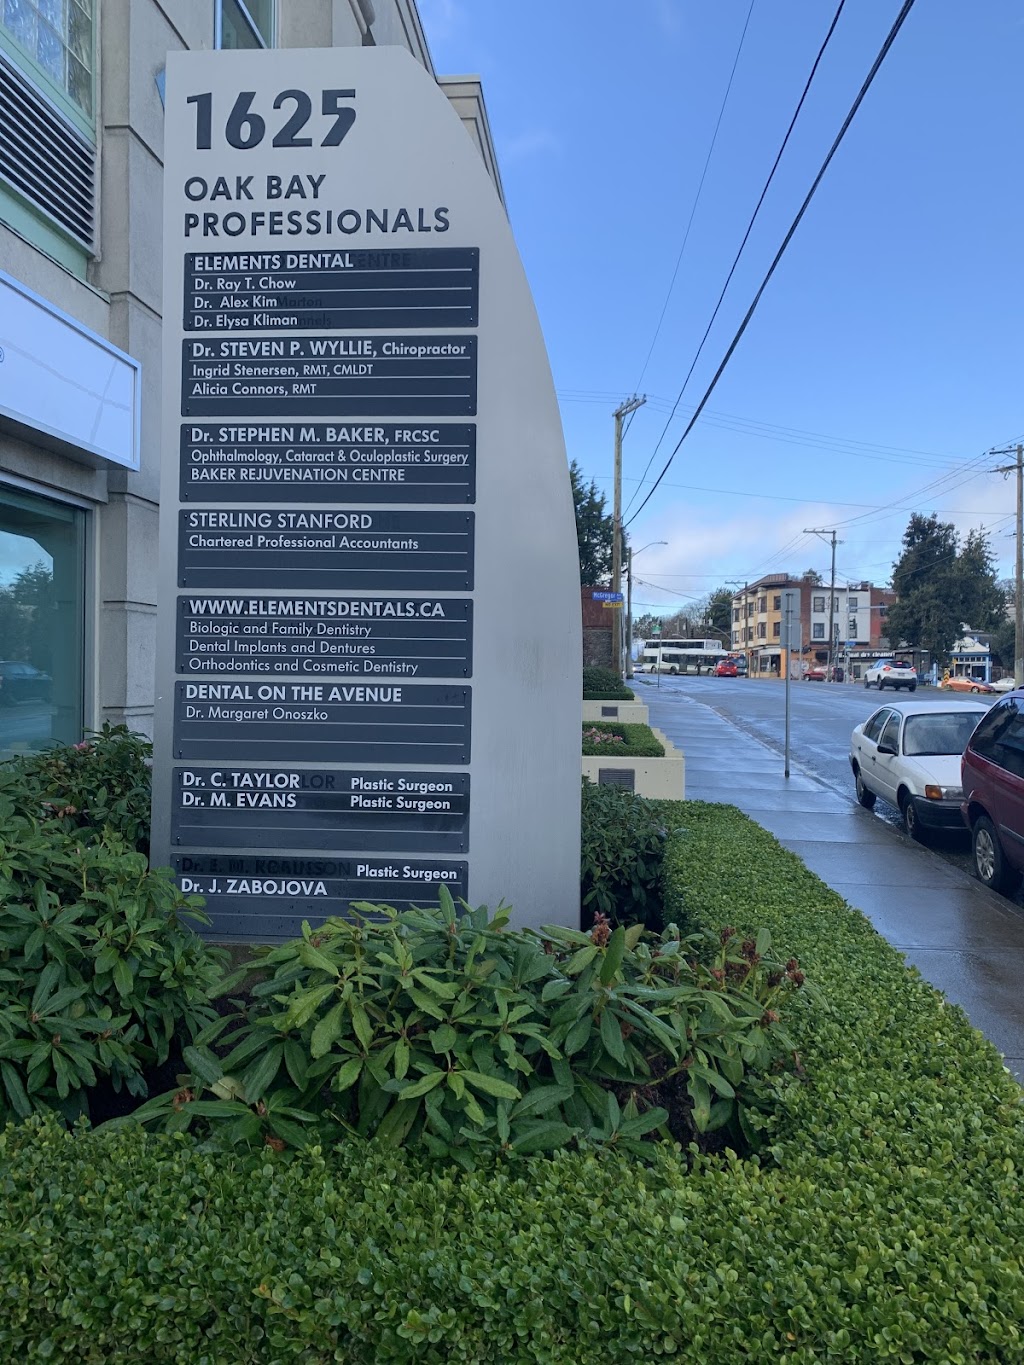 1625
OAK BAY
PROFESSIONALS
ELEMENTS DENTAL
Dr. Ray T. Chow
Dr. Alex Kim
Dr. Elysa Kliman
Dr. STEVEN P. WYLLIE, Chiropractor
Ingrid Stenersen, RMT, CMLDT
Alicia Connors, RMT
Dr. STEPHEN M. BAKER, FRCSC
Ophthalmology, Cataract & Oculoplastic Surgery
BAKER REJUVENATION CENTRE
STERLING STANFORD
Chartered Professional Accountants
WWW.ELEMENTSDENTALS.CA
Biologic and Family Dentistry
Dental Implants and Dentures
Orthodontics and Cosmetic Dentistry
DENTAL ON THE AVENUE
Dr. Margaret Onoszko
Dr. C. TAYLOR Plastic Surgeon
Dr. M. EVANS Plastic Surgeon
Plastic Surgeon
Dr. J. ZABOJOVA